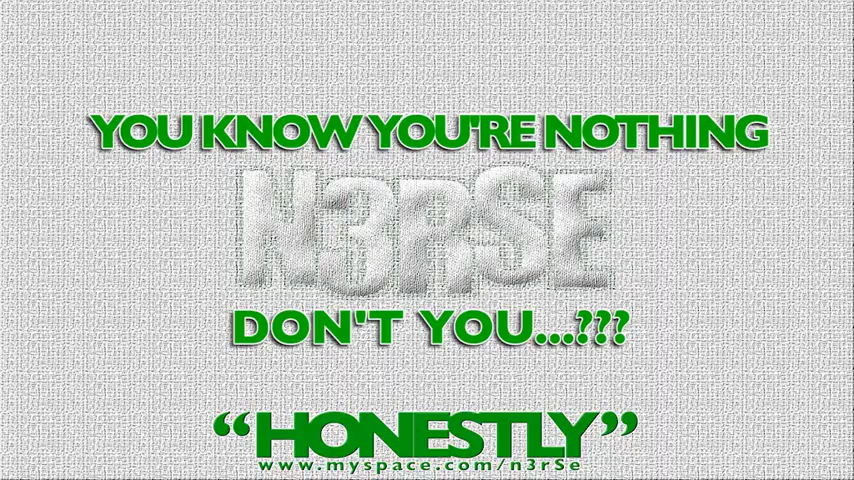 YOU KNOW YOU'RE NOTHING
N3RSE
DON'T YOU...???
“HONESTLY”
www.myspace.com/n3rSe